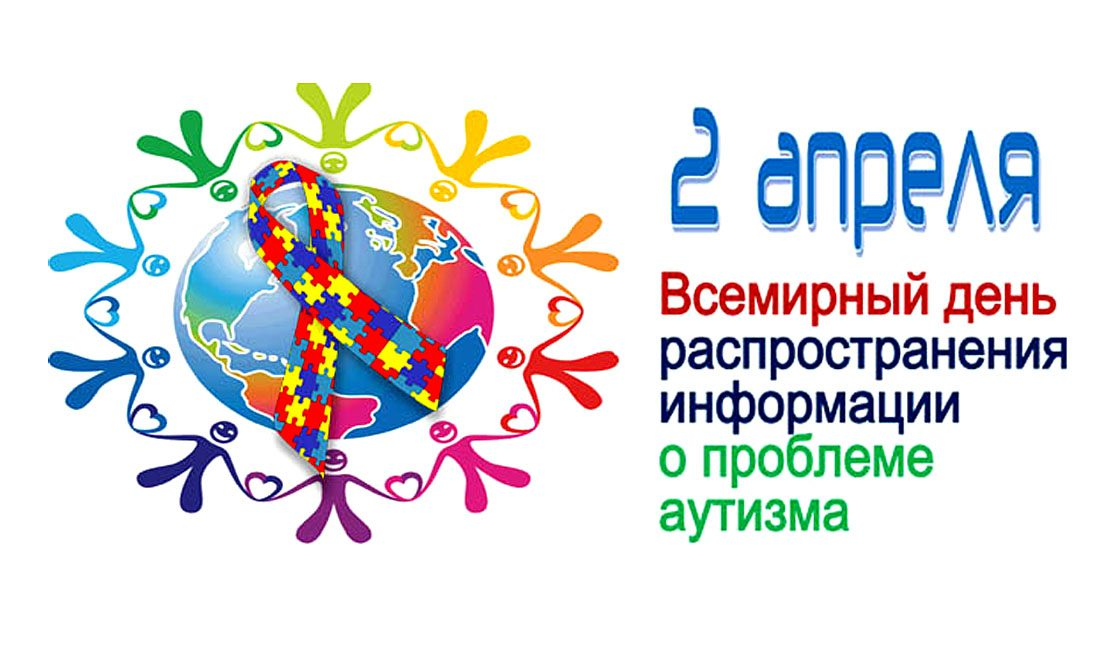 2 апреля
Всемирный день
распространения
информации
о проблеме
аутизма